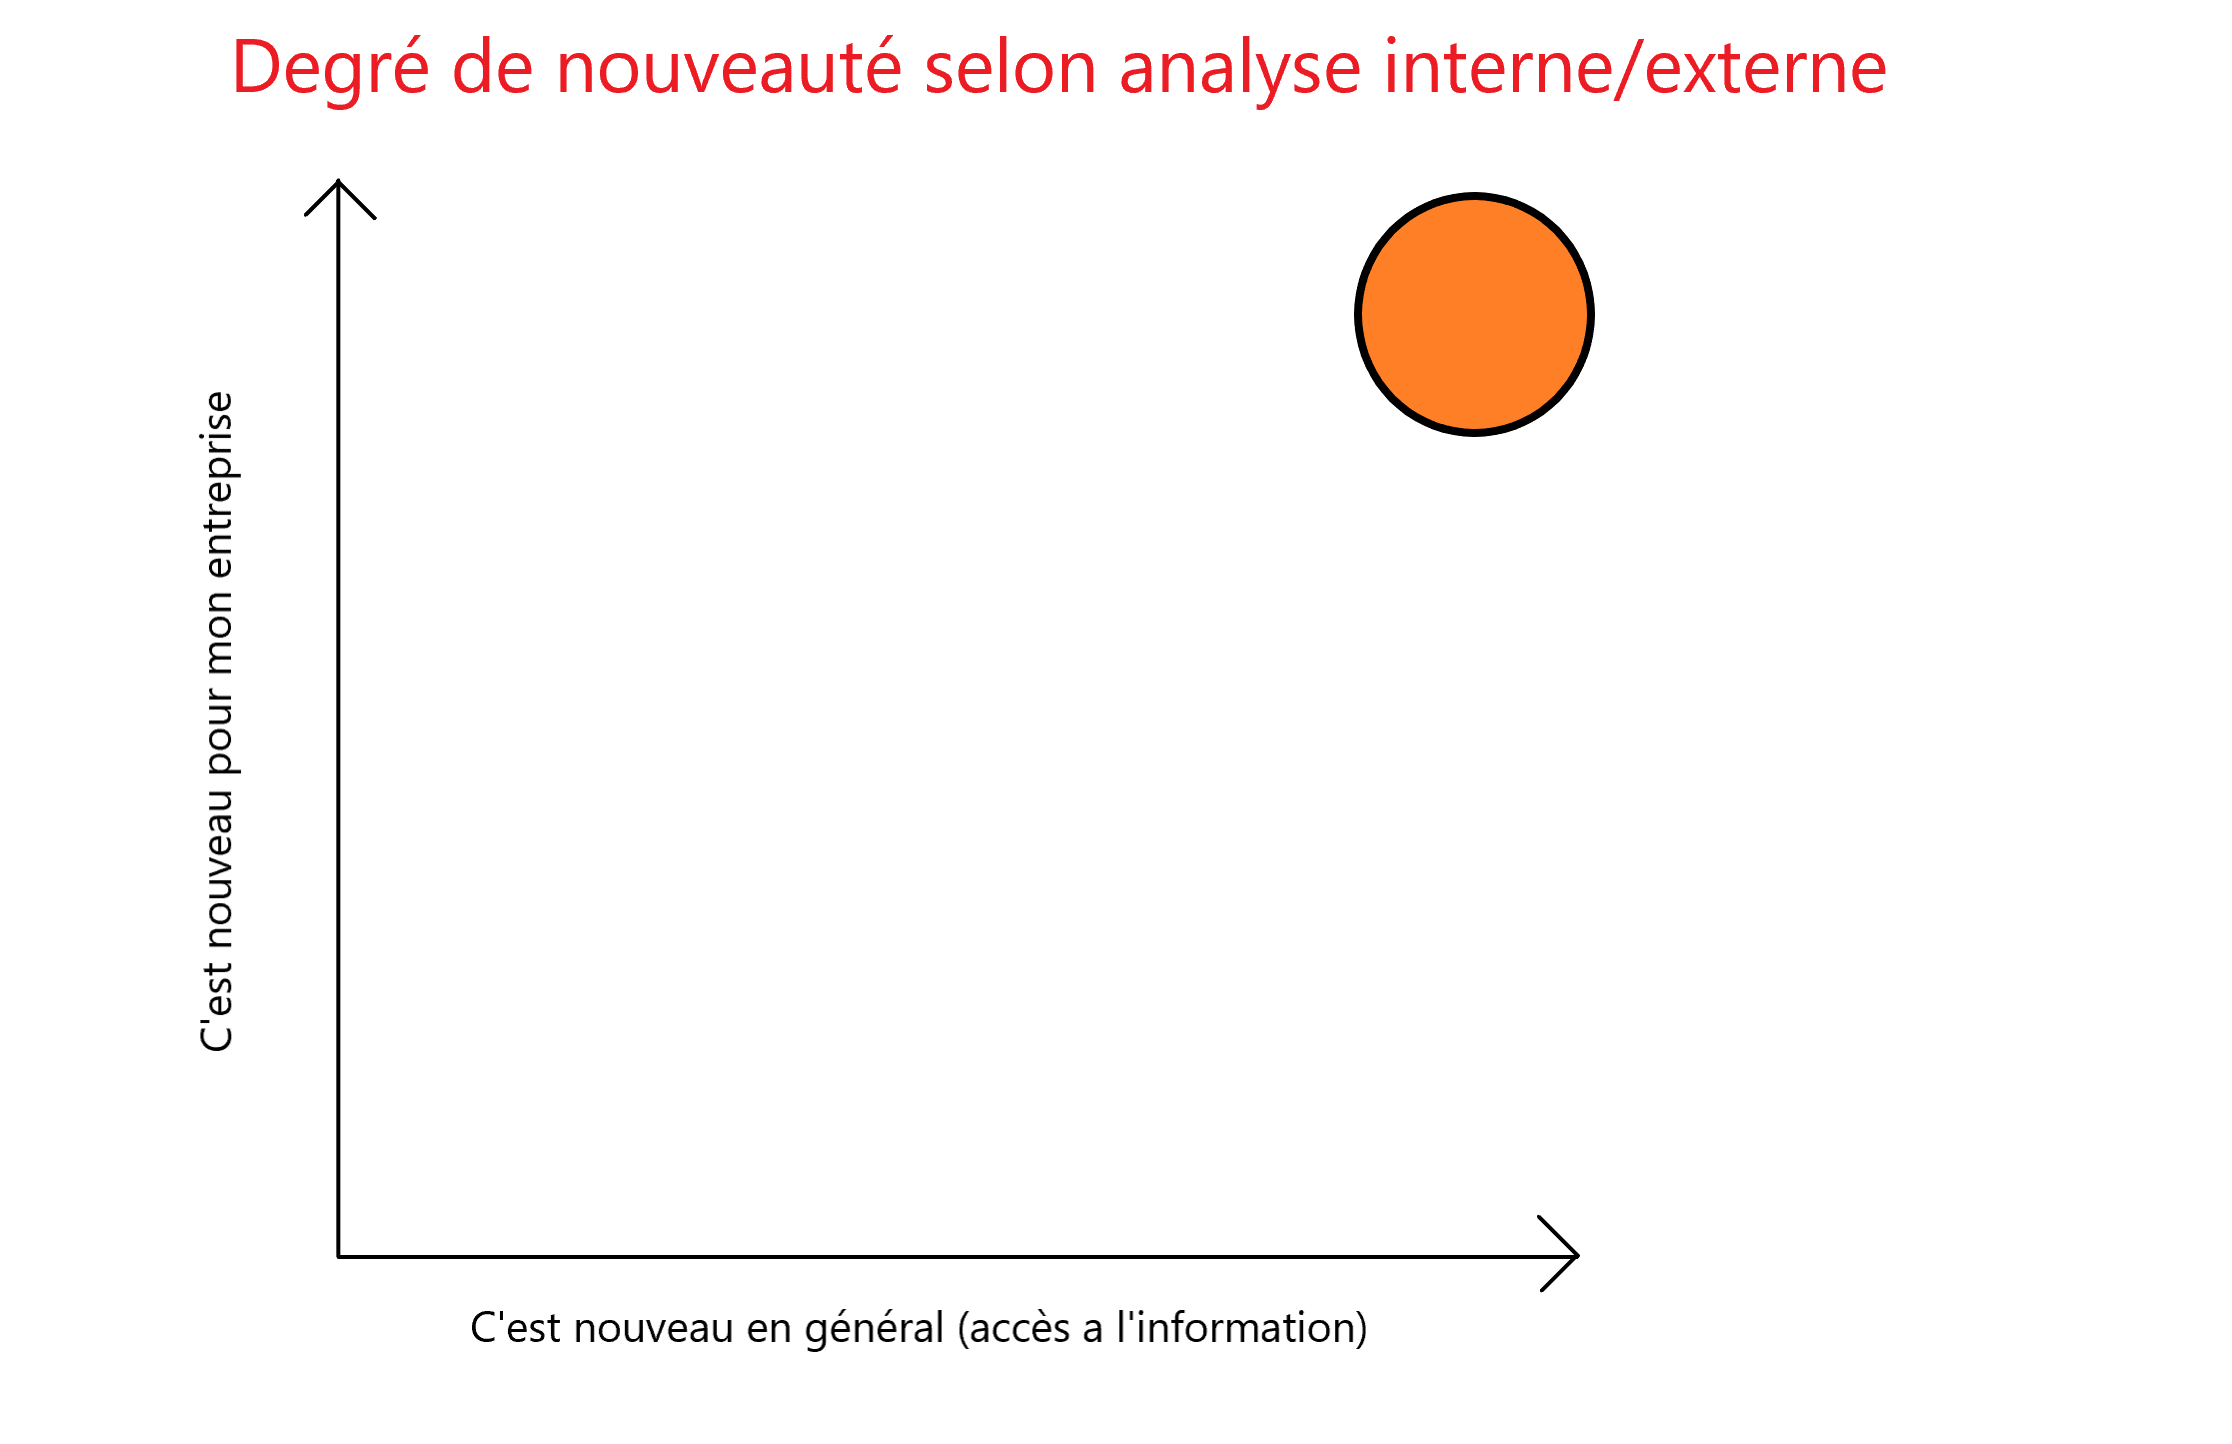 Degré de nouveauté selon analyse interne/externe
C'est nouveau pour mon entreprise
C'est nouveau en général (accès a l'information)